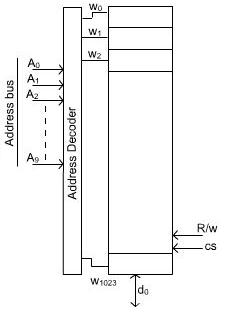 w0
w1
w2
A0
A1
A2
A9
Address bus
Address Decoder
R/w
cs
w1023
d0